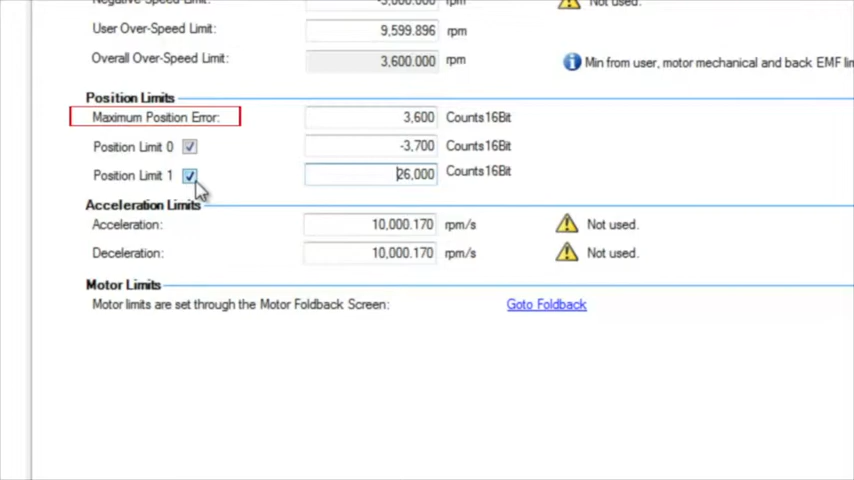 Negative Speed Limit: -3,000.000 rpm Not used.
User Over-Speed Limit: 9,599.896 rpm
Overall Over-Speed Limit: 3,600.000 rpm Min from user, motor mechanical and back EMF
Position Limits
Maximum Position Error: 3,600 Counts16Bit
Position Limit 0 -3,700 Counts16Bit
Position Limit 1 26,000 Counts16Bit
Acceleration Limits
Acceleration: 10,000.170 rpm/s Not used.
Deceleration: 10,000.170 rpm/s Not used.
Motor Limits
Motor limits are set through the Motor Foldback Screen: Goto Foldback